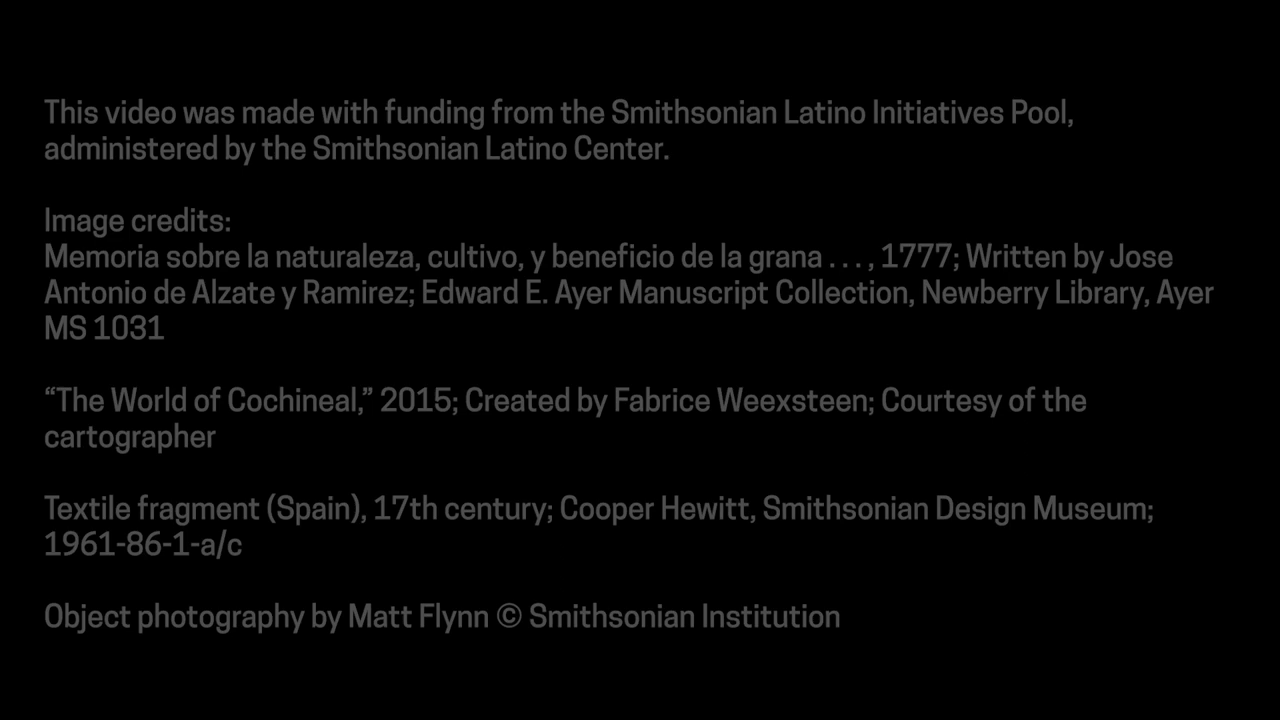 This video was made with funding from the Smithsonian Latino Initiatives Pool,
administered by the Smithsonian Latino Center.
Image credits:
Memoria sobre la naturaleza, cultivo, y beneficio de la grana . . . , 1777; Written by Jose
Antonio de Alzate y Ramirez; Edward E. Ayer Manuscript Collection, Newberry Library, Ayer
MS 1031
“The World of Cochineal,” 2015; Created by Fabrice Weexsteen; Courtesy of the
cartographer
Textile fragment (Spain), 17th century; Cooper Hewitt, Smithsonian Design Museum;
1961-86-1-a/c
Object photography by Matt Flynn © Smithsonian Institution